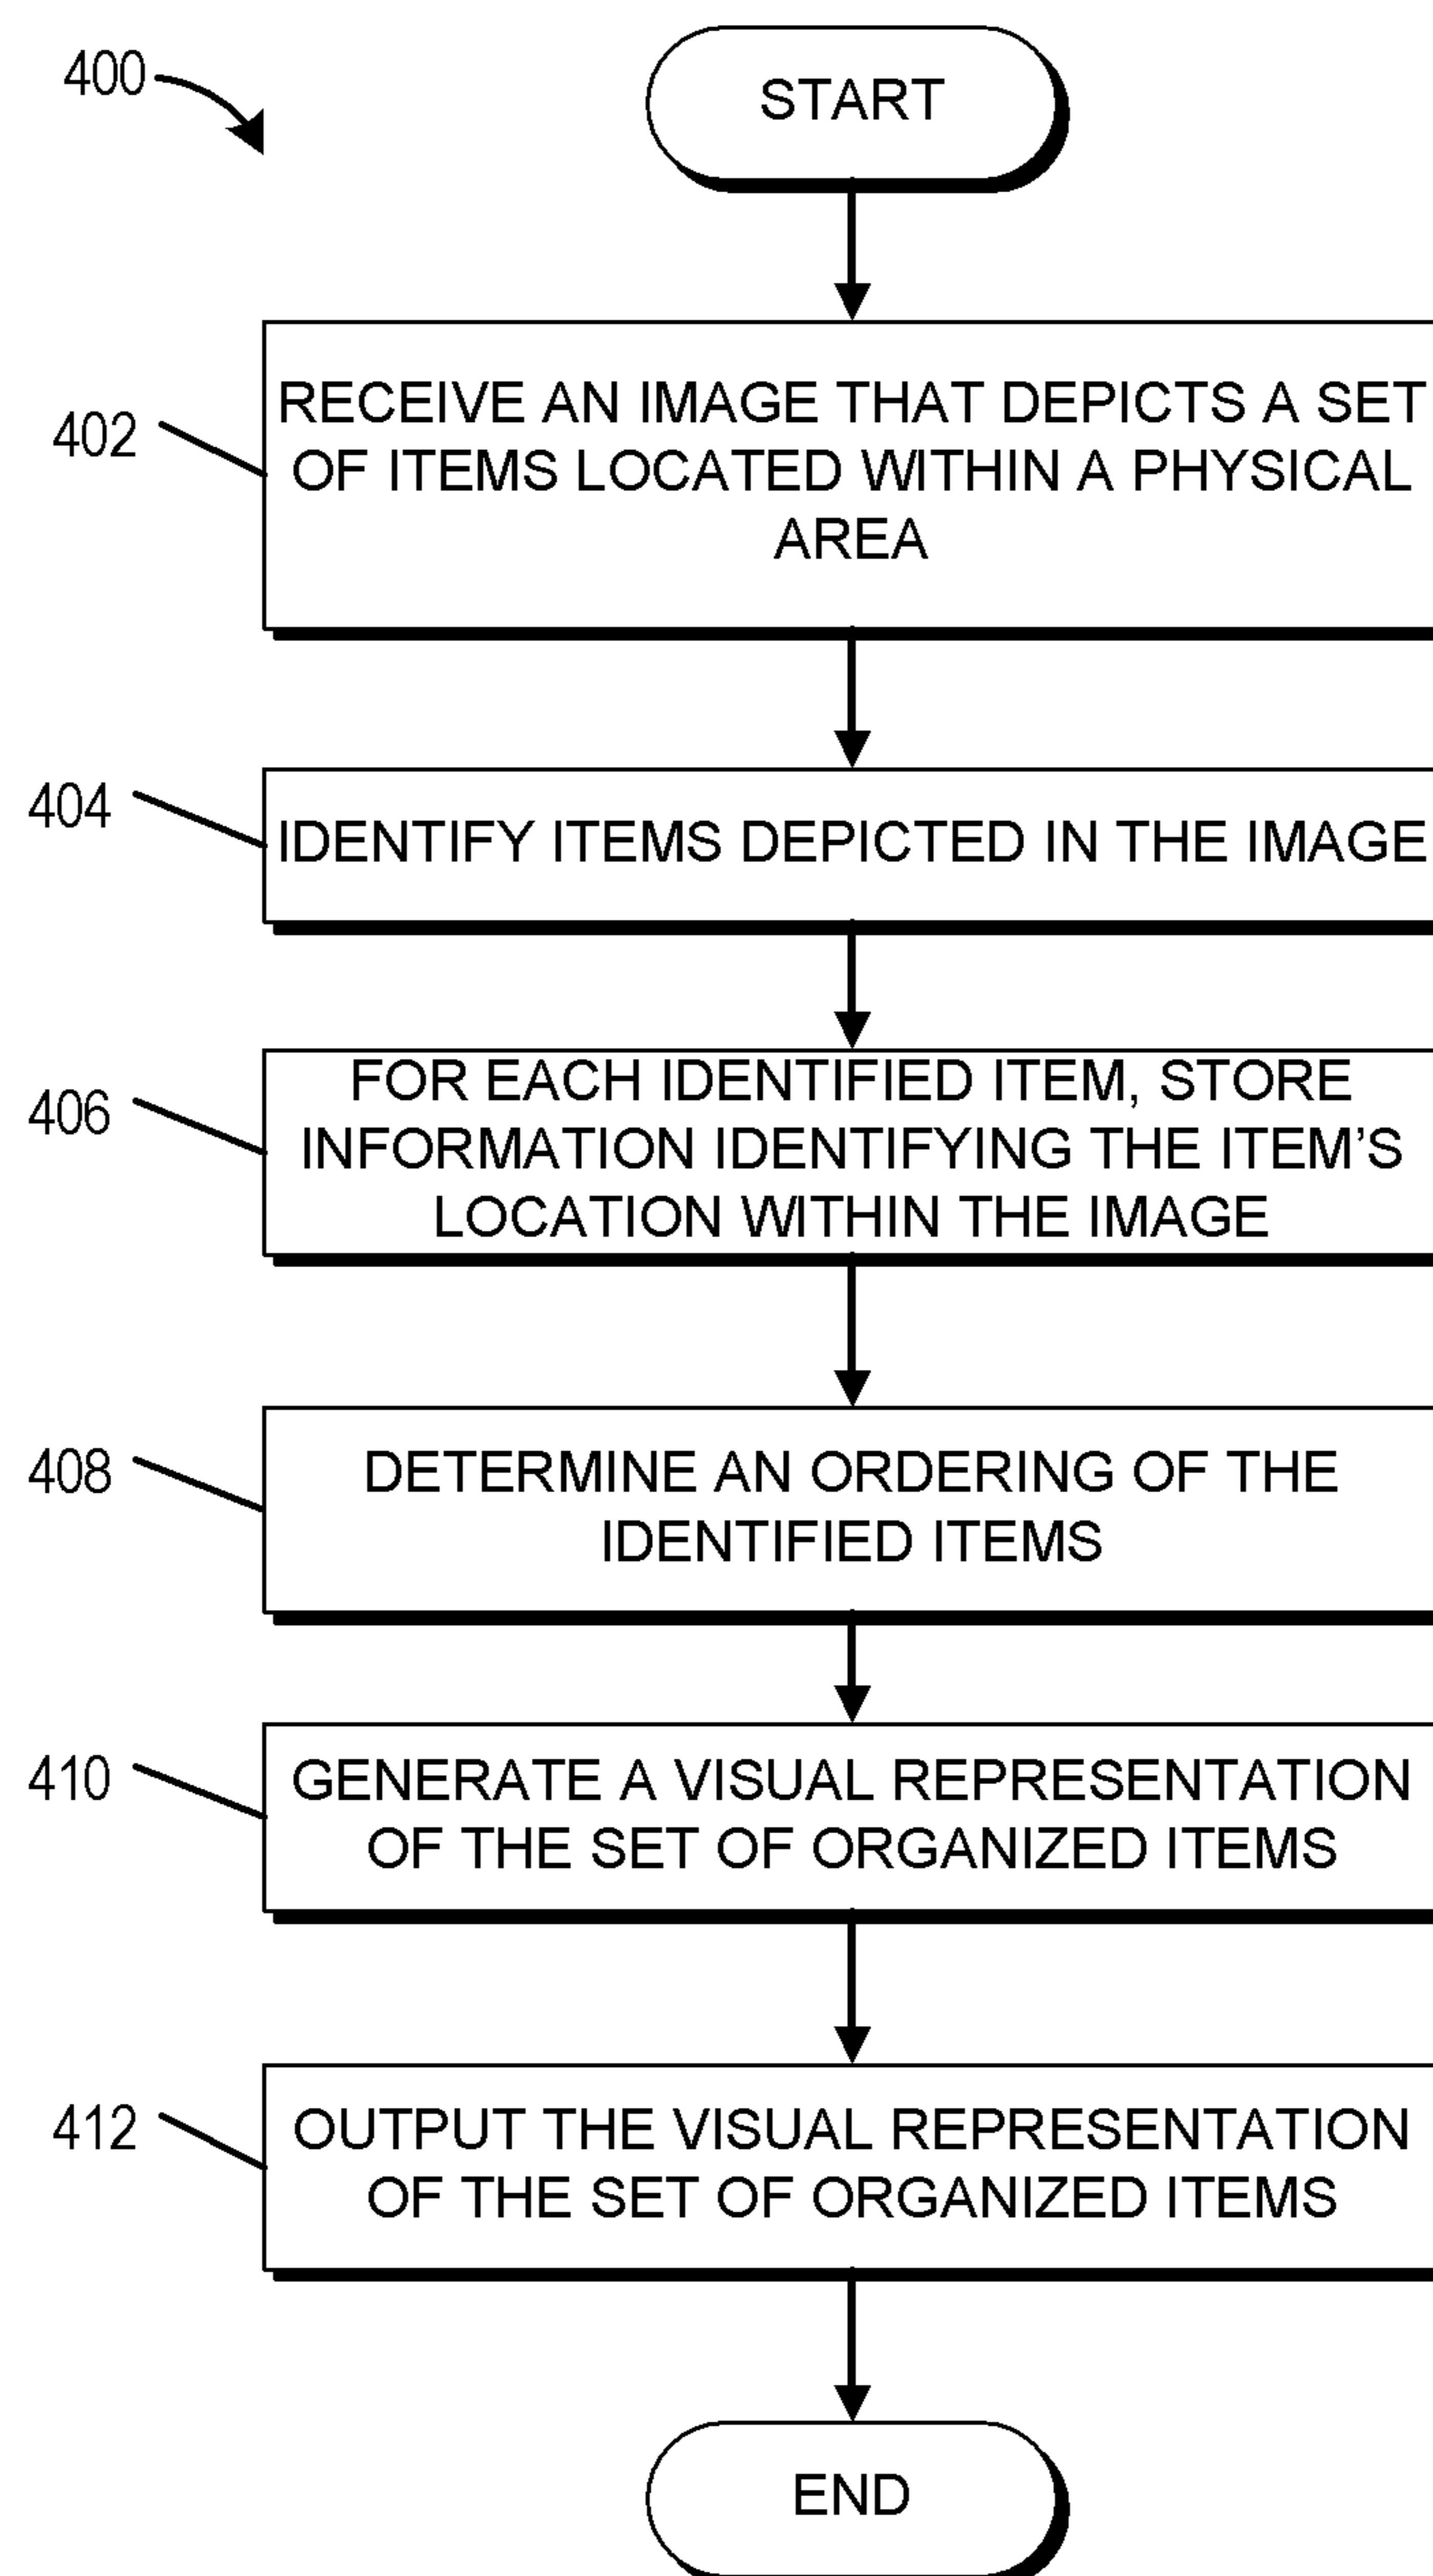 400
START
402
RECEIVE AN IMAGE THAT DEPICTS A SET
OF ITEMS LOCATED WITHIN A PHYSICAL
AREA
404
IDENTIFY ITEMS DEPICTED IN THE IMAGE
406
FOR EACH IDENTIFIED ITEM, STORE
INFORMATION IDENTIFYING THE ITEM’S
LOCATION WITHIN THE IMAGE
408
DETERMINE AN ORDERING OF THE
IDENTIFIED ITEMS
410
GENERATE A VISUAL REPRESENTATION
OF THE SET OF ORGANIZED ITEMS
412
OUTPUT THE VISUAL REPRESENTATION
OF THE SET OF ORGANIZED ITEMS
END